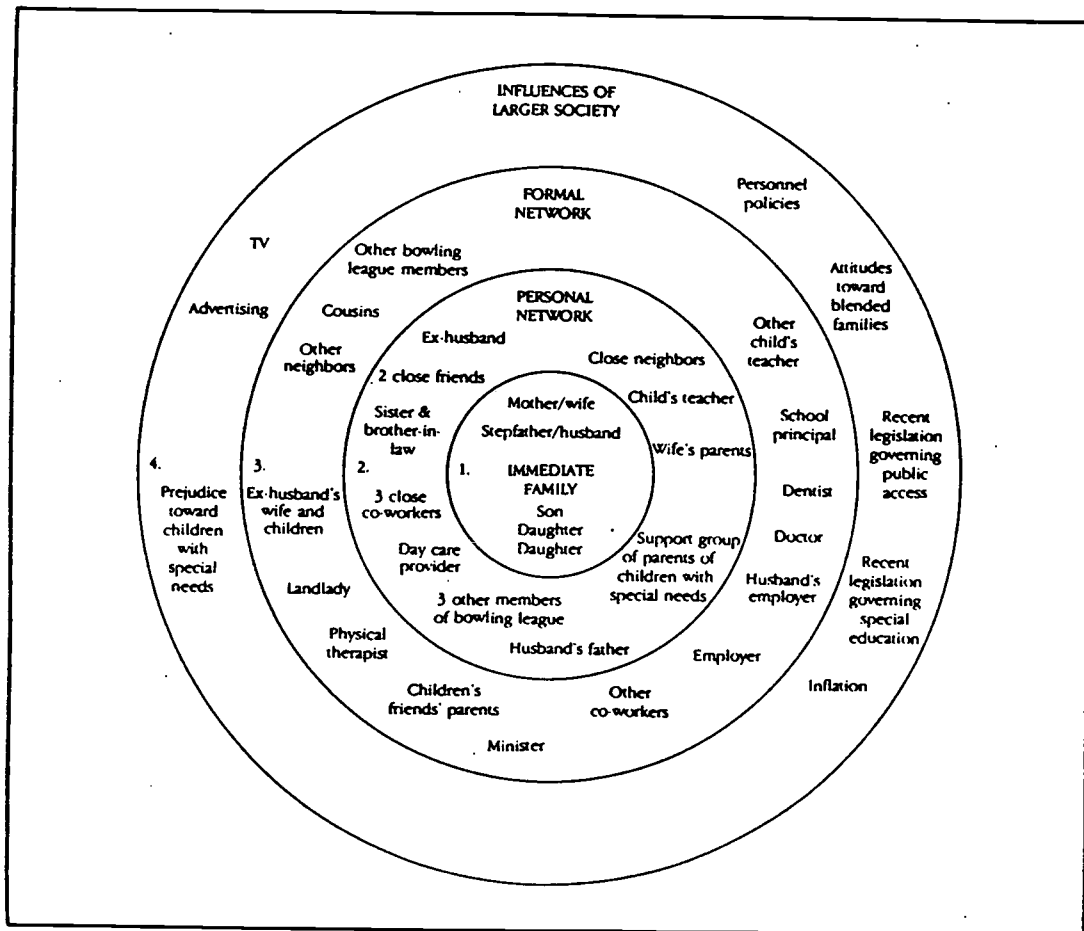 INFLUENCES OF
LARGER SOCIETY
Personnel
policies
TV
Advertising
Attitudes
toward
blended
families
Recent
legislation
governing
public
access
Recent
legislation
governing
special
education
Inflation
4.
Prejudice
toward
children
with
special
needs
FORMAL
NETWORK
Other bowling
league members
Cousins
Other
neighbors
Other
child's
teacher
School
principal
Dentist
Doctor
Husband's
employer
Employer
Other
co-workers
Minister
Children's
friends' parents
Physical
therapist
Landlady
3.
Ex-husband's
wife and
children
PERSONAL
NETWORK
Ex-husband
Close neighbors
2 close friends
Child's teacher
Sister &
brother-in-
law
Wife's parents
2.
3 close
co-workers
Day care
provider
Support group
of parents of
children with
special needs
3 other members
of bowling league
Husband's father
Mother/wife
Stepfather/husband
1.
IMMEDIATE
FAMILY
Son
Daughter
Daughter